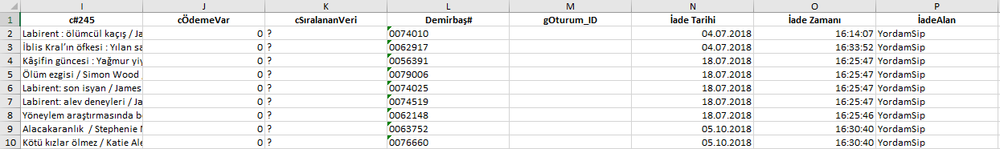 I J K L M N O P
1 c#245 cÖdemeVar cSıralananVeri Demirbaş# gOturum_ID İade Tarihi İade Zamanı İadeAlan
2 Labirent : ölümcül kaçış / Ja 0 ? 0074010 04.07.2018 16:14:07 YordamSip
3 İblis Kral'ın öfkesi : Yılan sa 0 ? 0062917 04.07.2018 16:33:52 YordamSip
4 Kâşifin güncesi : Yağmur yiy 0 ? 0056391 18.07.2018 16:25:47 YordamSip
5 Ölüm ezgisi / Simon Wood 0 ? 0079006 18.07.2018 16:25:47 YordamSip
6 Labirent: son isyan / James 0 ? 0074025 18.07.2018 16:25:47 YordamSip
7 Labirent: alev deneyleri / Ja 0 ? 0074519 18.07.2018 16:25:47 YordamSip
8 Yöneylem araştırmasında b 0 ? 0062148 18.07.2018 16:25:46 YordamSip
9 Alacakaranlık / Stephenie 0 ? 0063752 05.10.2018 16:30:40 YordamSip
10 Kötü kızlar ölmez / Katie Ale 0 ? 0076660 05.10.2018 16:30:40 YordamSip